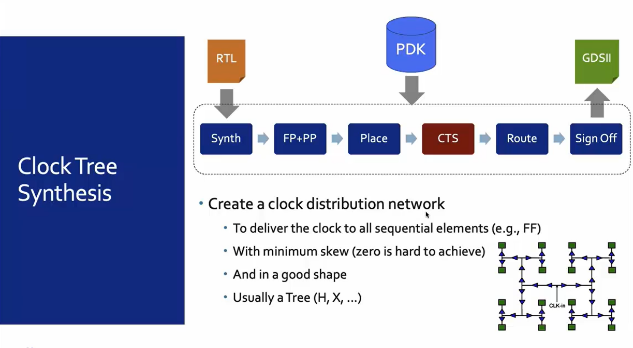 RTL
PDK
GDSII
Synth
FP+PP
Place
CTS
Route
Sign Off
Clock Tree
Synthesis
• Create a clock distribution network
• To deliver the clock to all sequential elements (e.g., FF)
• With minimum skew (zero is hard to achieve)
• And in a good shape
• Usually a Tree (H, X, ...)
CLK-in